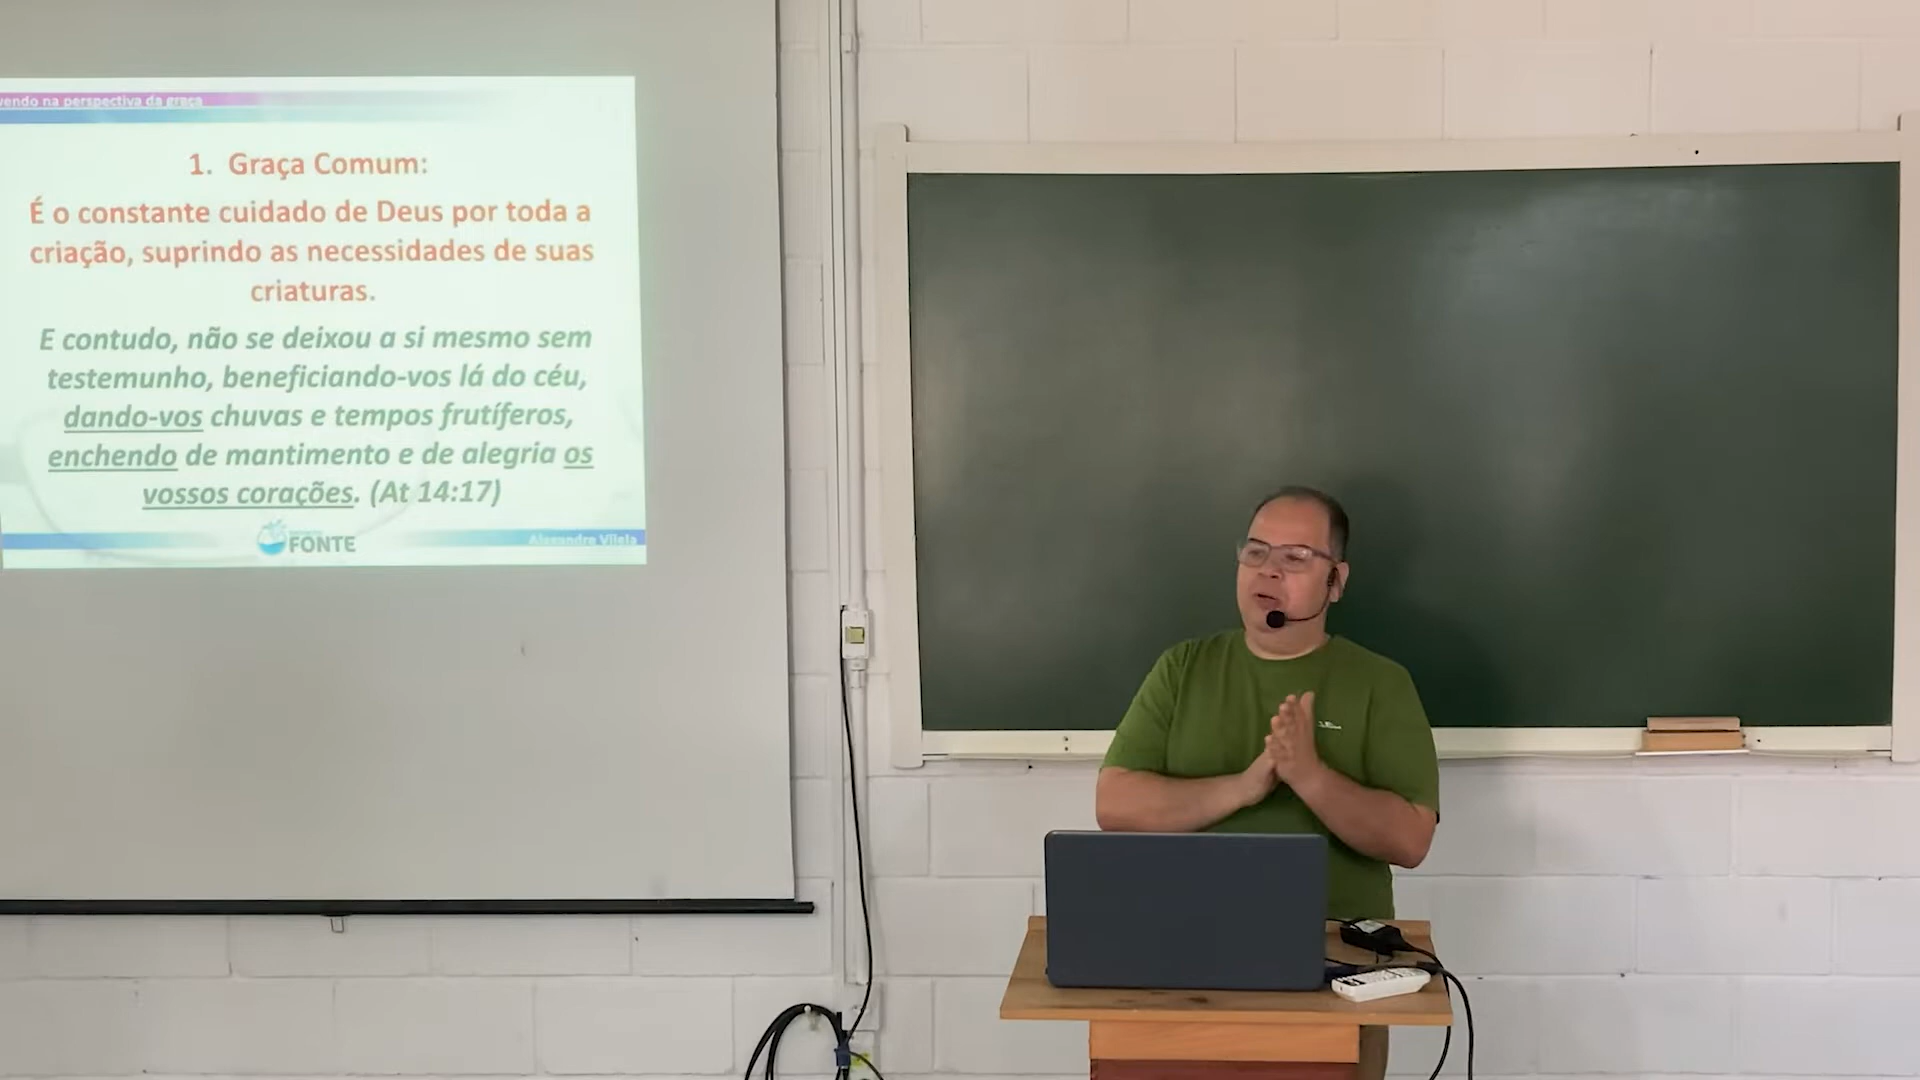 vendo na perspectiva da graça
1. Graça Comum:
É o constante cuidado de Deus por toda a
criação, suprindo as necessidades de suas
criaturas.
E contudo, não se deixou a si mesmo sem
testemunho, beneficiando-vos lá do céu,
dando-vos chuvas e tempos frutíferos,
enchendo de mantimento e de alegria os
vossos corações. (At 14:17)
FONTE
Alexandre Vilela